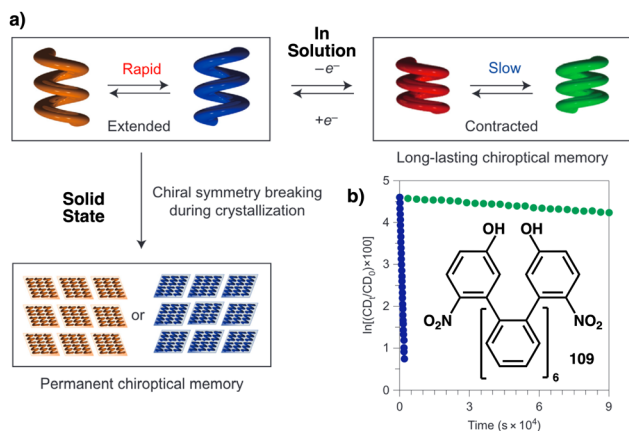 a)
In
Solution
Rapid
Extended
−e⁻
+e⁻
Slow
Contracted
Long-lasting chiroptical memory
Solid
State
Chiral symmetry breaking
during crystallization
or
Permanent chiroptical memory
b)
ln[(CDₜ/CD₀)×100]
5
4
3
2
1
0
0
3
6
9
Time (s × 10⁴)
OH
OH
O₂N
NO₂
6
109